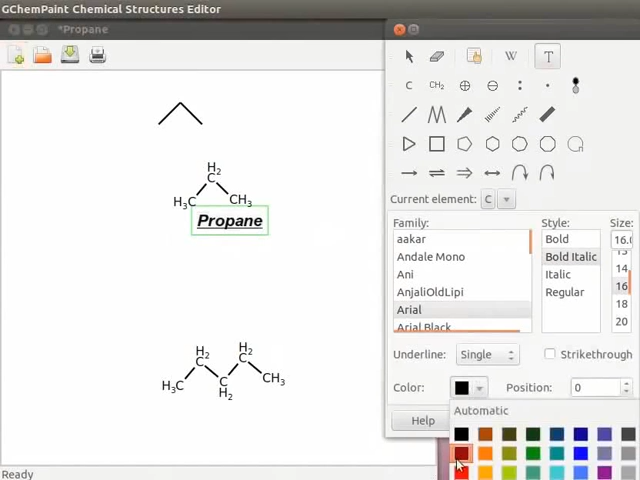 GChemPaint Chemical Structures Editor
*Propane
W
T
C
CH2
Current element:
C
H2
C
H3C
CH3
Propane
Family:
Style:
Size:
aakar
Andale Mono
Ani
AnjaliOldLipi
Arial
Arial Black
Bold
Bold Italic
Italic
Regular
16.0
13
14
16
18
20
H2
C
H2
C
H3C
C
H2
CH3
Underline:
Single
Strikethrough
Color:
Position:
0
Help
Automatic
Ready